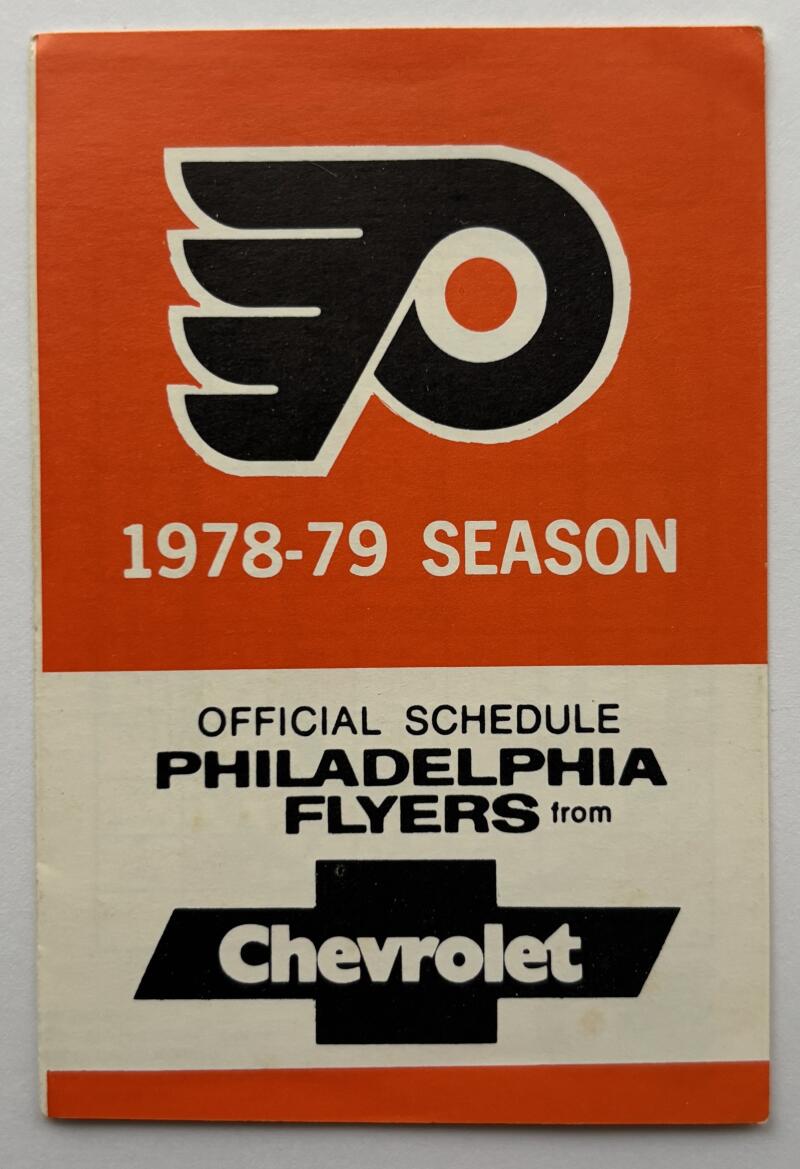 1978-79 SEASON
OFFICIAL SCHEDULE
PHILADELPHIA
FLYERS from
Chevrolet